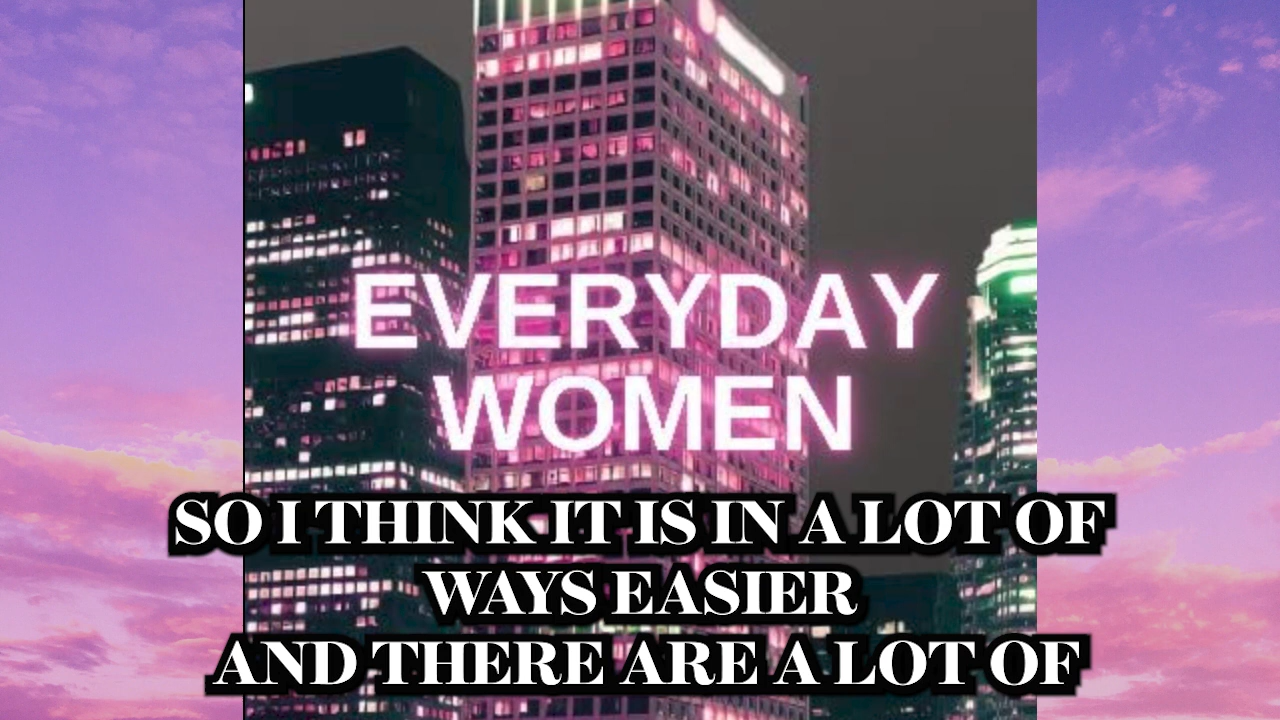 EVERYDAY
WOMEN
SO I THINK IT IS IN A LOT OF
WAYS EASIER
AND THERE ARE A LOT OF